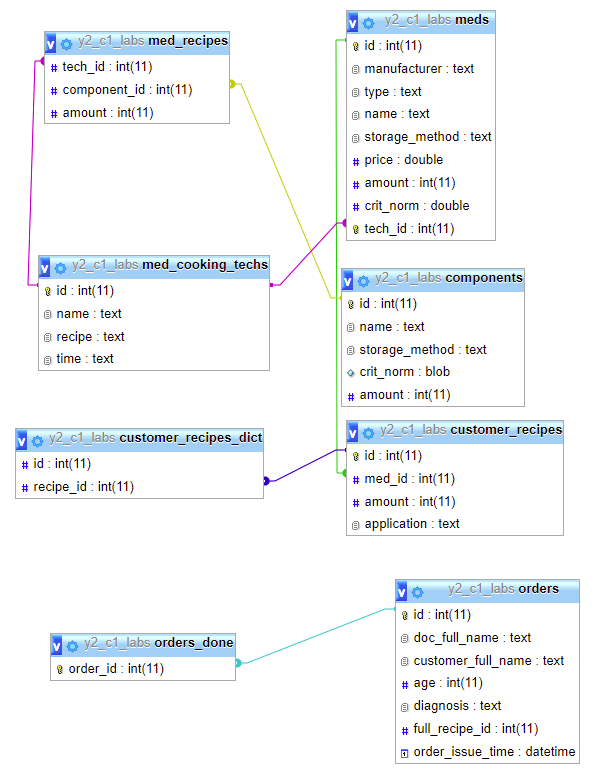 y2_c1_labs med_recipes
tech_id : int(11)
component_id : int(11)
amount : int(11)
y2_c1_labs meds
id : int(11)
manufacturer : text
type : text
name : text
storage_method : text
price : double
amount : int(11)
crit_norm : double
tech_id : int(11)
y2_c1_labs med_cooking_techs
id : int(11)
name : text
recipe : text
time : text
y2_c1_labs components
id : int(11)
name : text
storage_method : text
crit_norm : blob
amount : int(11)
y2_c1_labs customer_recipes_dict
id : int(11)
recipe_id : int(11)
y2_c1_labs customer_recipes
id : int(11)
med_id : int(11)
amount : int(11)
application : text
y2_c1_labs orders_done
order_id : int(11)
y2_c1_labs orders
id : int(11)
doc_full_name : text
customer_full_name : text
age : int(11)
diagnosis : text
full_recipe_id : int(11)
order_issue_time : datetime